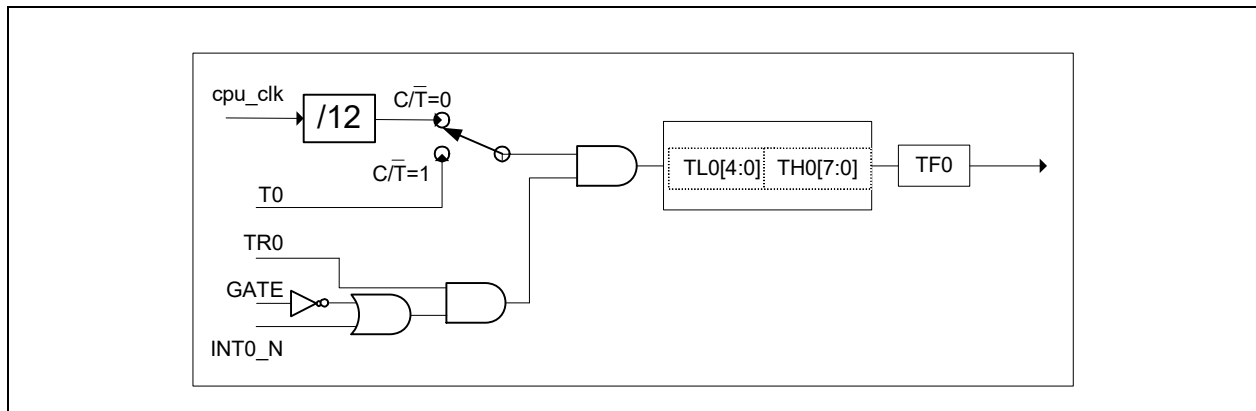 cpu_clk
/12
C/T̅=0
C/T̅=1
T0
TL0[4:0] TH0[7:0]
TF0
TR0
GATE
INT0_N